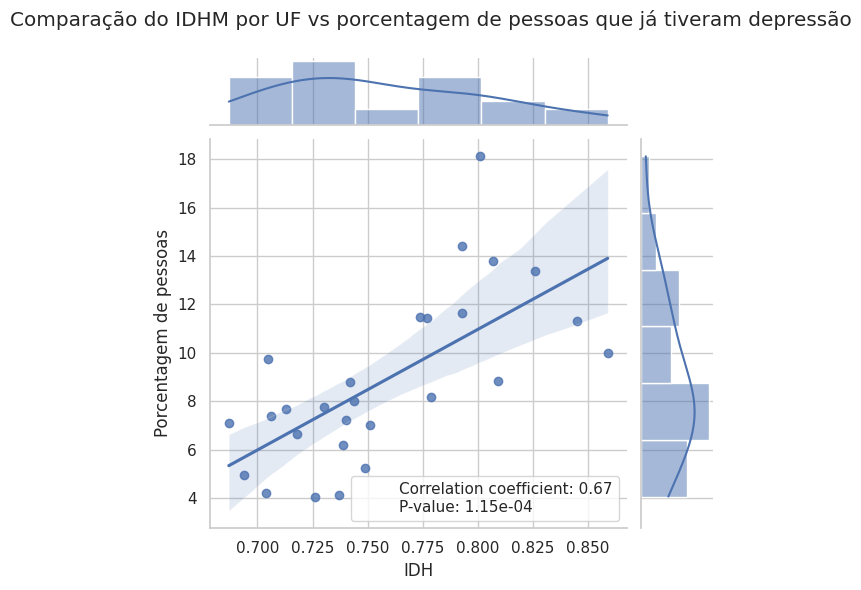 Comparação do IDHM por UF vs porcentagem de pessoas que já tiveram depressão
18
16
14
12
10
8
6
4
Porcentagem de pessoas
Correlation coefficient: 0.67
P-value: 1.15e-04
0.700 0.725 0.750 0.775 0.800 0.825 0.850
IDH